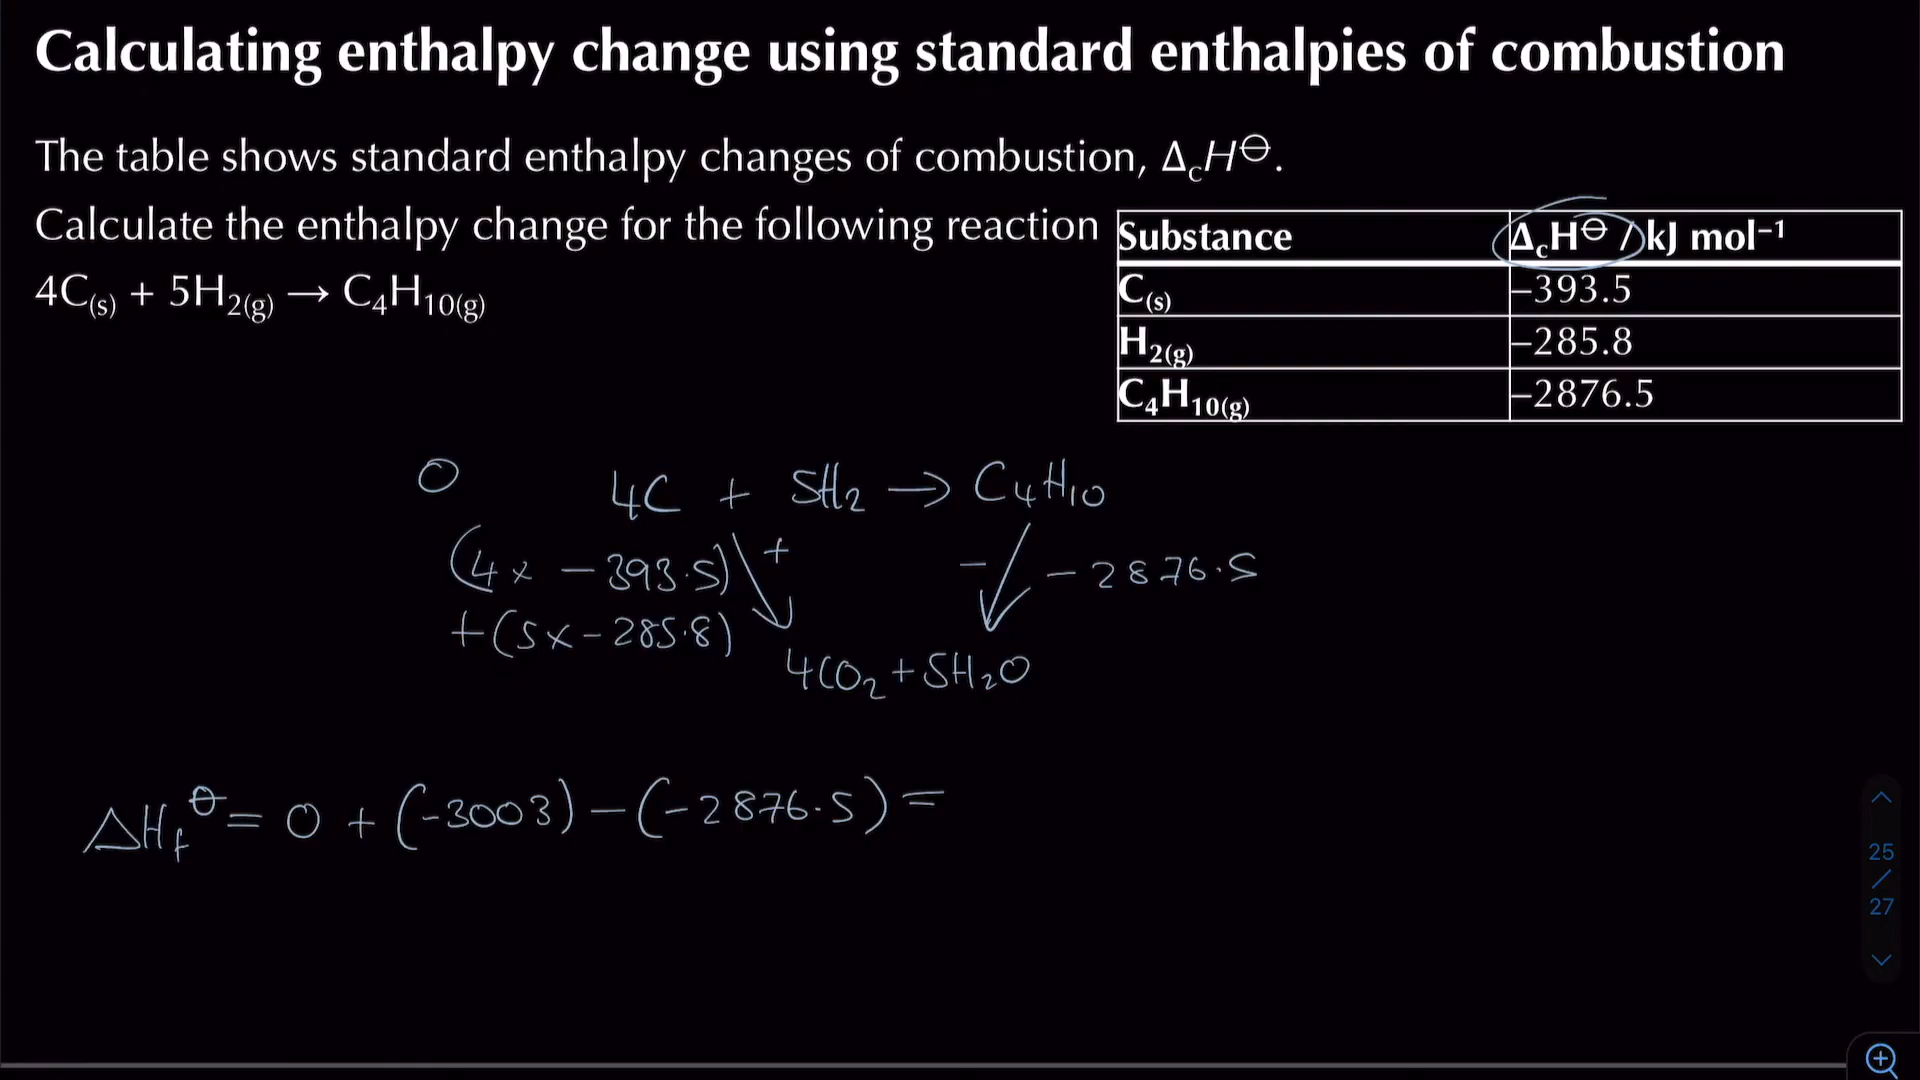 Calculating enthalpy change using standard enthalpies of combustion
The table shows standard enthalpy changes of combustion, ΔcH⊖.
Calculate the enthalpy change for the following reaction
4C(s) + 5H2(g) → C4H10(g)
Substance ΔcH⊖ / kJ mol−1
C(s) –393.5
H2(g) –285.8
C4H10(g) –2876.5
O 4C + 5H2 → C4H10
(4 x – 393.5) + – – 2876.5
+ (5 x – 285.8)
4CO2 + 5H2O
ΔHf⊖ = 0 + (-3003) – (-2876.5) =
25
/
27